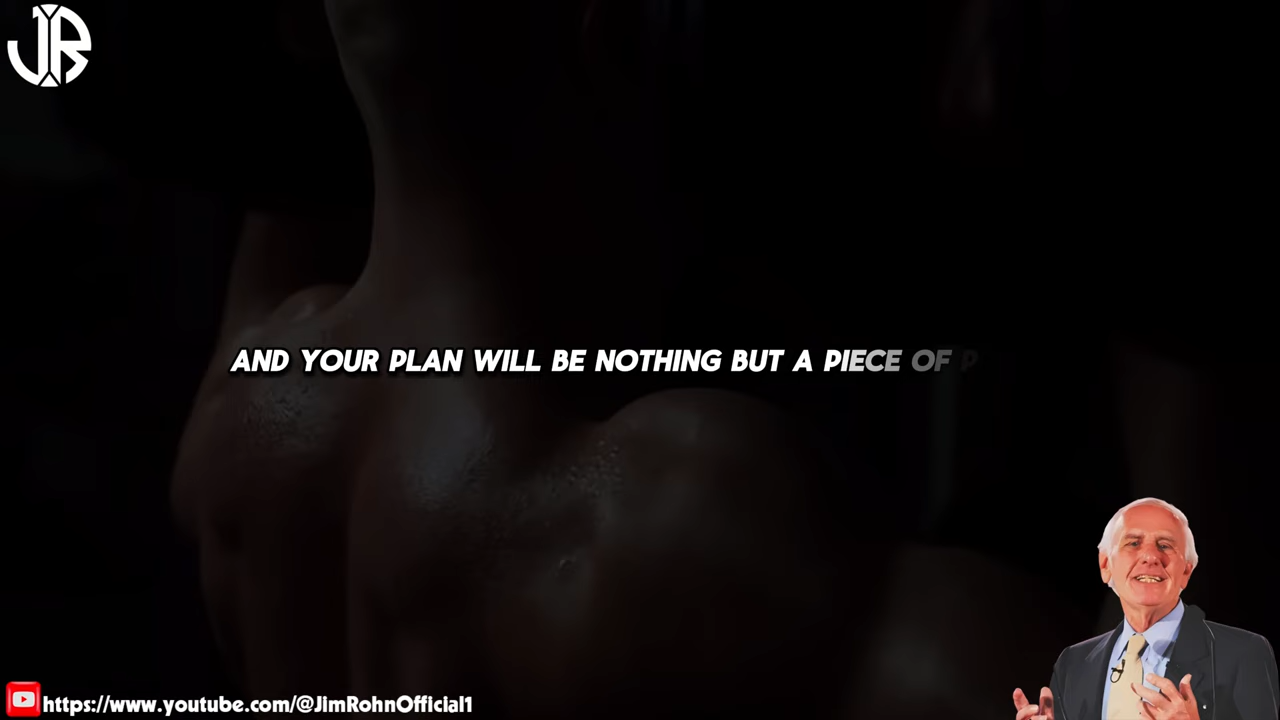 JR
AND YOUR PLAN WILL BE NOTHING BUT A PIECE OF P
https://www.youtube.com/@JimRohnOfficial1